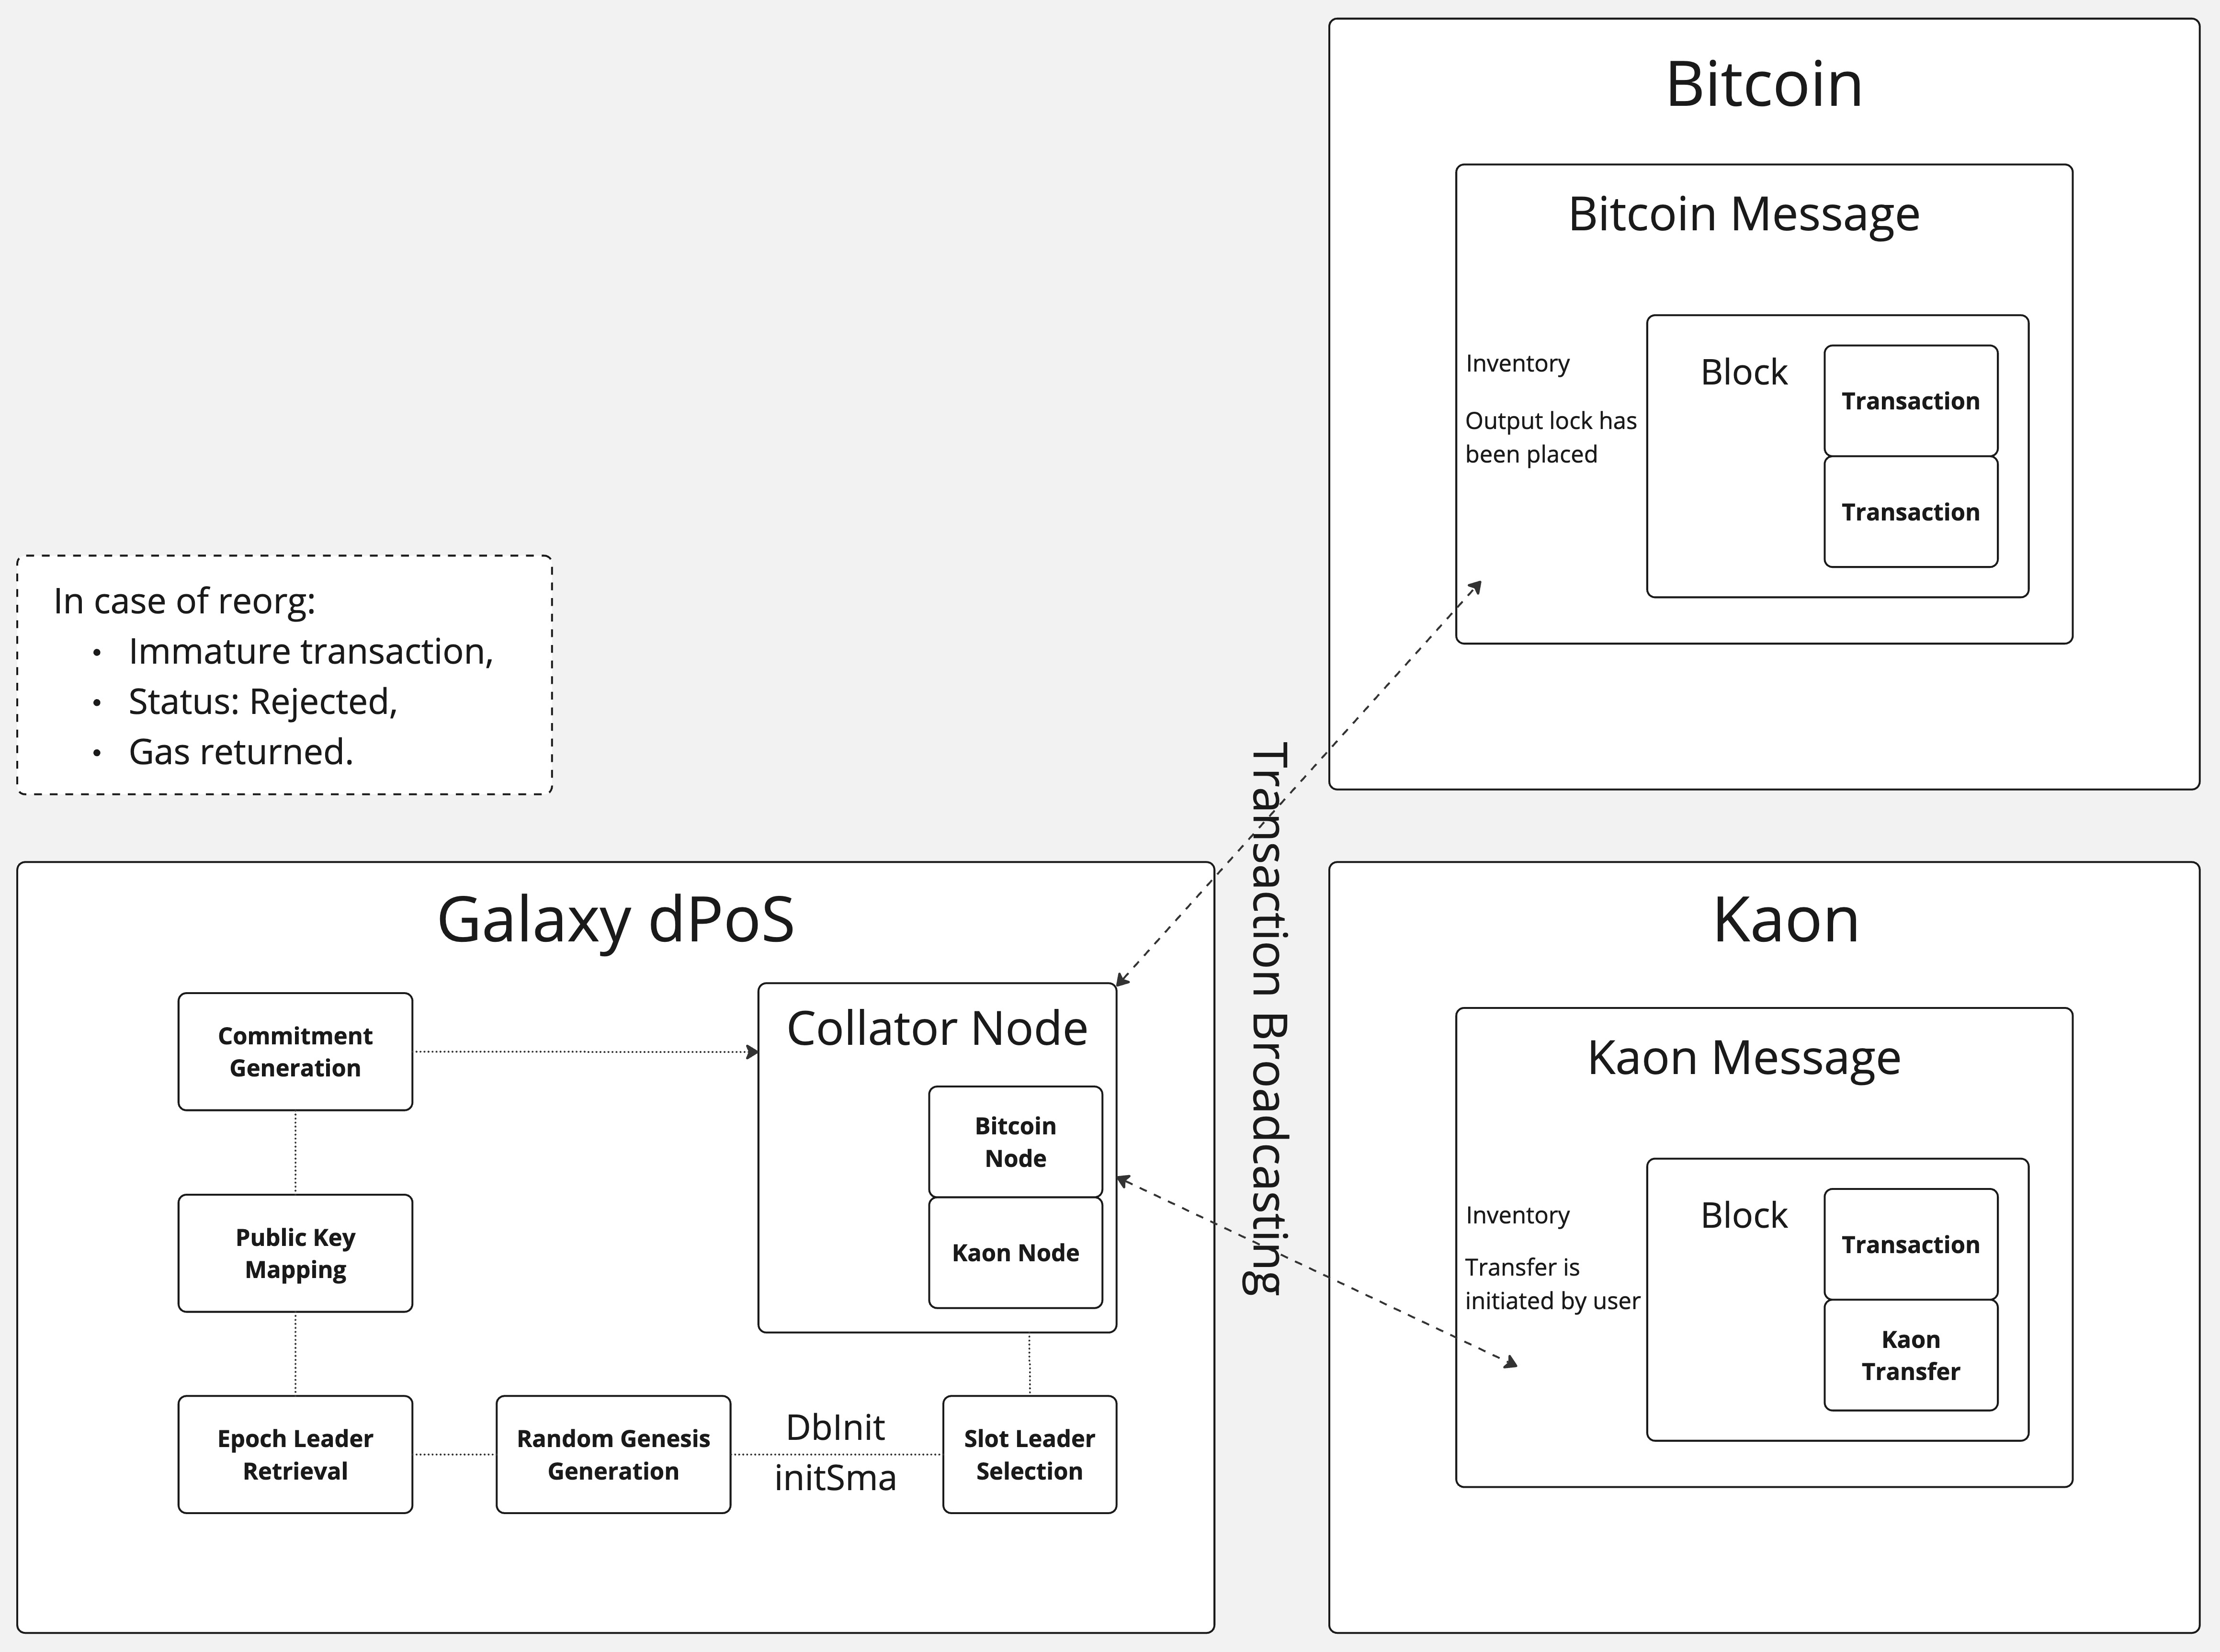 Bitcoin
Bitcoin Message
Inventory
Output lock has
been placed
Block
Transaction
Transaction
In case of reorg:
• Immature transaction,
• Status: Rejected,
• Gas returned.
Transaction Broadcasting
Galaxy dPoS
Commitment
Generation
Collator Node
Bitcoin
Node
Kaon Node
Public Key
Mapping
Epoch Leader
Retrieval
Random Genesis
Generation
DbInit
initSma
Slot Leader
Selection
Kaon
Kaon Message
Inventory
Transfer is
initiated by user
Block
Transaction
Kaon
Transfer